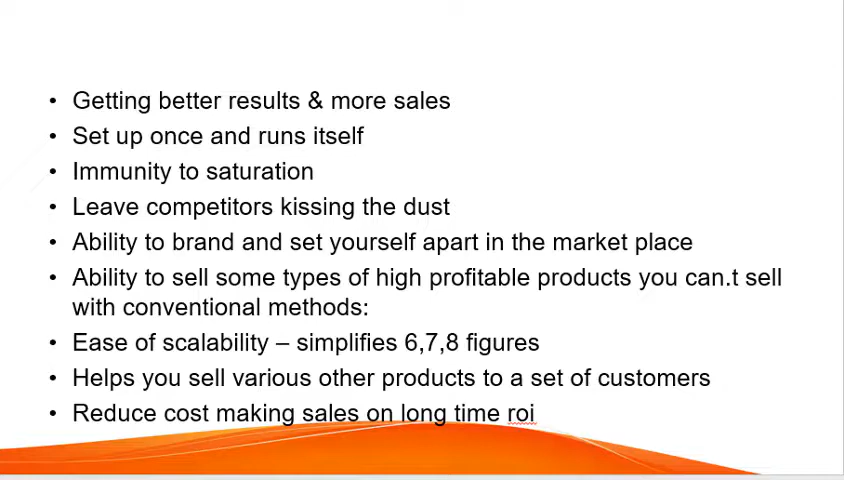 • Getting better results & more sales
• Set up once and runs itself
• Immunity to saturation
• Leave competitors kissing the dust
• Ability to brand and set yourself apart in the market place
• Ability to sell some types of high profitable products you can.t sell
with conventional methods:
• Ease of scalability – simplifies 6,7,8 figures
• Helps you sell various other products to a set of customers
• Reduce cost making sales on long time roi